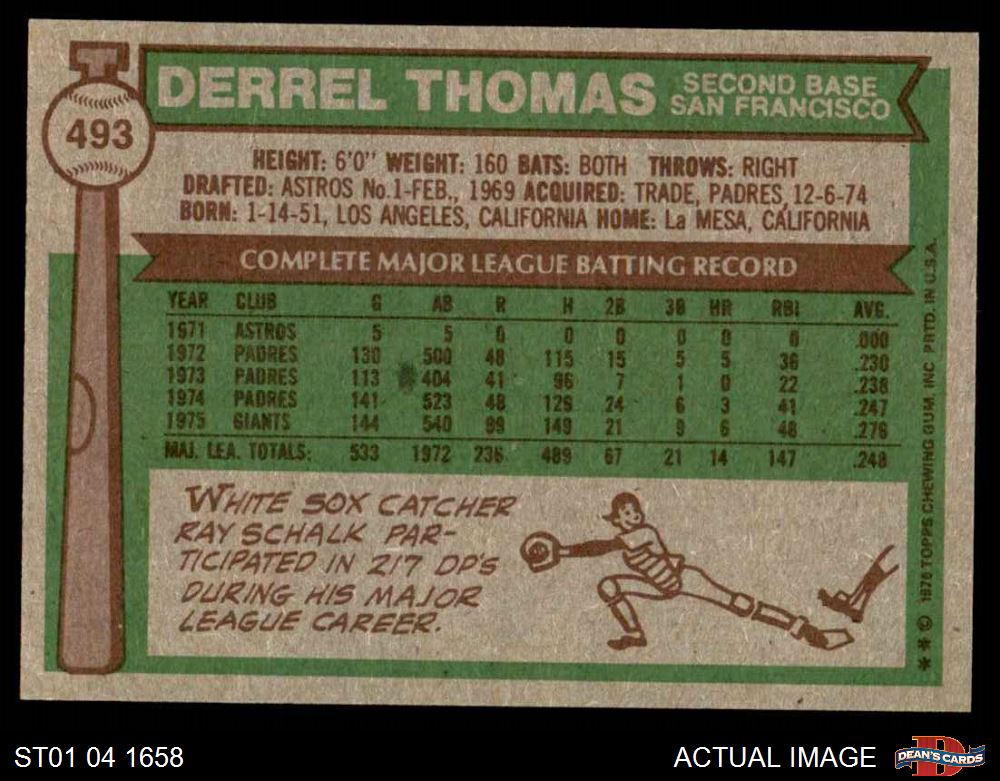 DERREL THOMAS SECOND BASE
SAN FRANCISCO
493
HEIGHT: 6'0" WEIGHT: 160 BATS: BOTH THROWS: RIGHT
DRAFTED: ASTROS No.1-FEB., 1969 ACQUIRED: TRADE, PADRES, 12-6-74
BORN: 1-14-51, LOS ANGELES, CALIFORNIA HOME: La MESA, CALIFORNIA
COMPLETE MAJOR LEAGUE BATTING RECORD
YEAR CLUB G AB R H 2B 3B HR RBI AVG.
1971 ASTROS 5 5 0 0 0 0 0 0 .000
1972 PADRES 130 500 48 115 15 5 5 36 .230
1973 PADRES 113 404 41 96 7 1 0 22 .238
1974 PADRES 141 523 48 129 24 6 3 41 .247
1975 GIANTS 144 540 99 149 21 9 6 48 .276
MAJ. LEA. TOTALS: 533 1972 236 489 67 21 14 147 .248
WHITE SOX CATCHER
RAY SCHALK PAR-
TICIPATED IN 217 DP'S
DURING HIS MAJOR
LEAGUE CAREER.
** © 1976 TOPPS CHEWING GUM, INC PRTD. IN U.S.A.
ST01 04 1658
ACTUAL IMAGE
D
DEAN'S CARDS